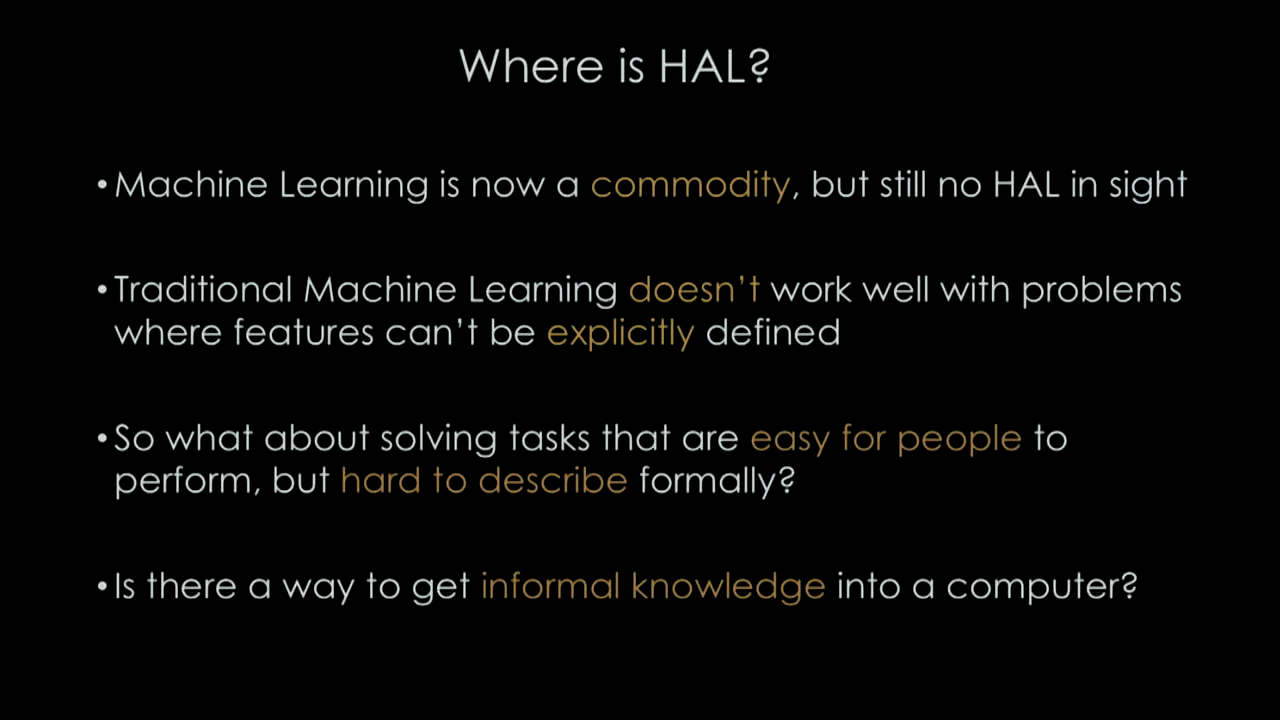 Where is HAL?
• Machine Learning is now a commodity, but still no HAL in sight
• Traditional Machine Learning doesn't work well with problems
where features can't be explicitly defined
• So what about solving tasks that are easy for people to
perform, but hard to describe formally?
• Is there a way to get informal knowledge into a computer?